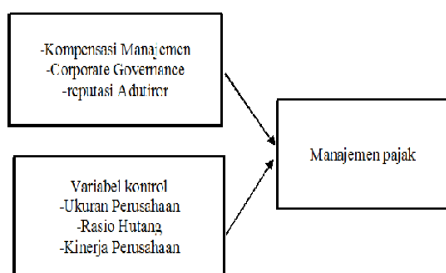 -Kompensasi Manajemen
-Corporate Governance
-reputasi Adutiror
Manajemen pajak
Variabel kontrol
-Ukuran Perusahaan
-Rasio Hutang
-Kinerja Perusahaan